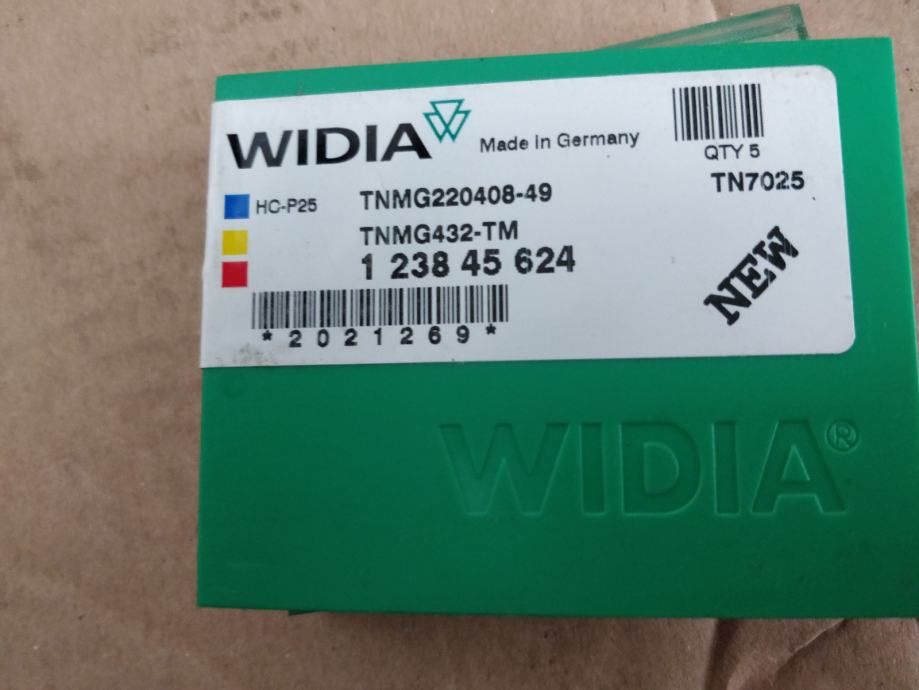 WIDIA
Made in Germany
QTY 5
TN7025
HC-P25
TNMG220408-49
TNMG432-TM
1 238 45 624
*2021269*
NEW
WIDIA®